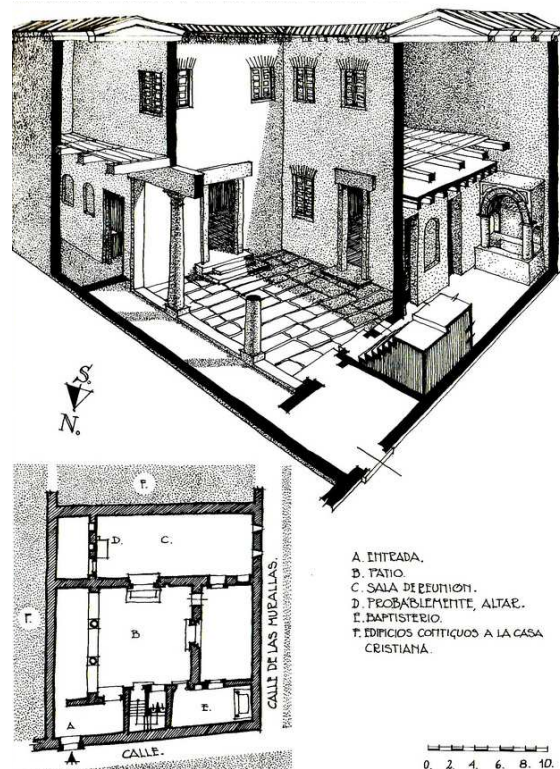 S.
N.
F.
D. C.
F.
B
A
E.
CALLE DE LAS MURALLAS.
CALLE.
A. ENTRADA.
B. PATIO.
C. SALA DE REUNION.
D. PROBABLEMENTE ALTAR.
E. BAPTISTERIO.
F. EDIFICIOS CONTIGUOS A LA CASA
CRISTIANA.
0. 2. 4. 6. 8. 10.